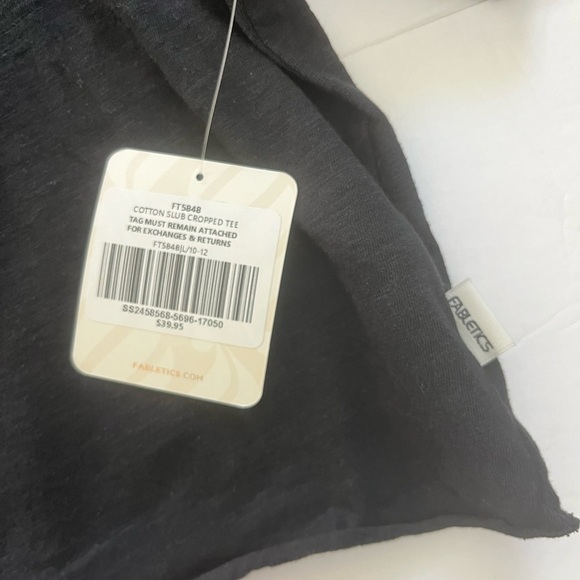 FT5848
COTTON SLUB CROPPED TEE
TAG MUST REMAIN ATTACHED
FOR EXCHANGES & RETURNS
FT5848|L/10-12
SS2458568-5696-17050
$39.95
FABLETICS.COM
FABLETICS